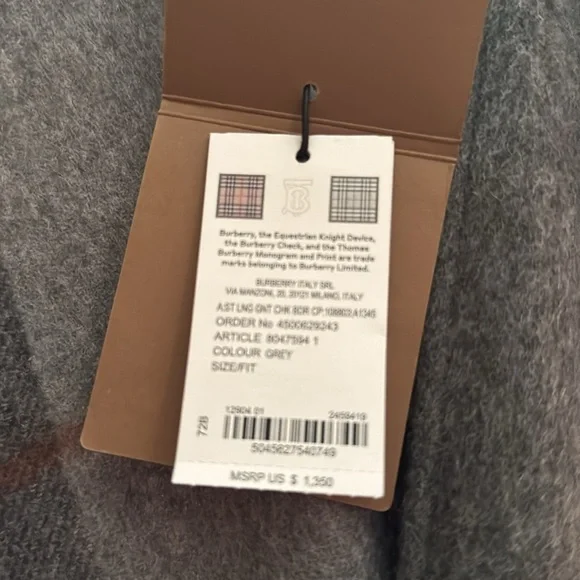 Burberry, the Equestrian Knight Device,
the Burberry Check, and the Thomas
Burberry Monogram and Print are trade
marks belonging to Burberry Limited.
BURBERRY ITALY SRL
VIA MANZONI, 20, 20121 MILANO, ITALY
A:ST LNG GNT CHK BDR CP:108803:A1345
ORDER No 4500629243
ARTICLE 8047594 1
COLOUR GREY
SIZE/FIT
12804 01 2459419
72B
5045627540749
MSRP US $ 1,350